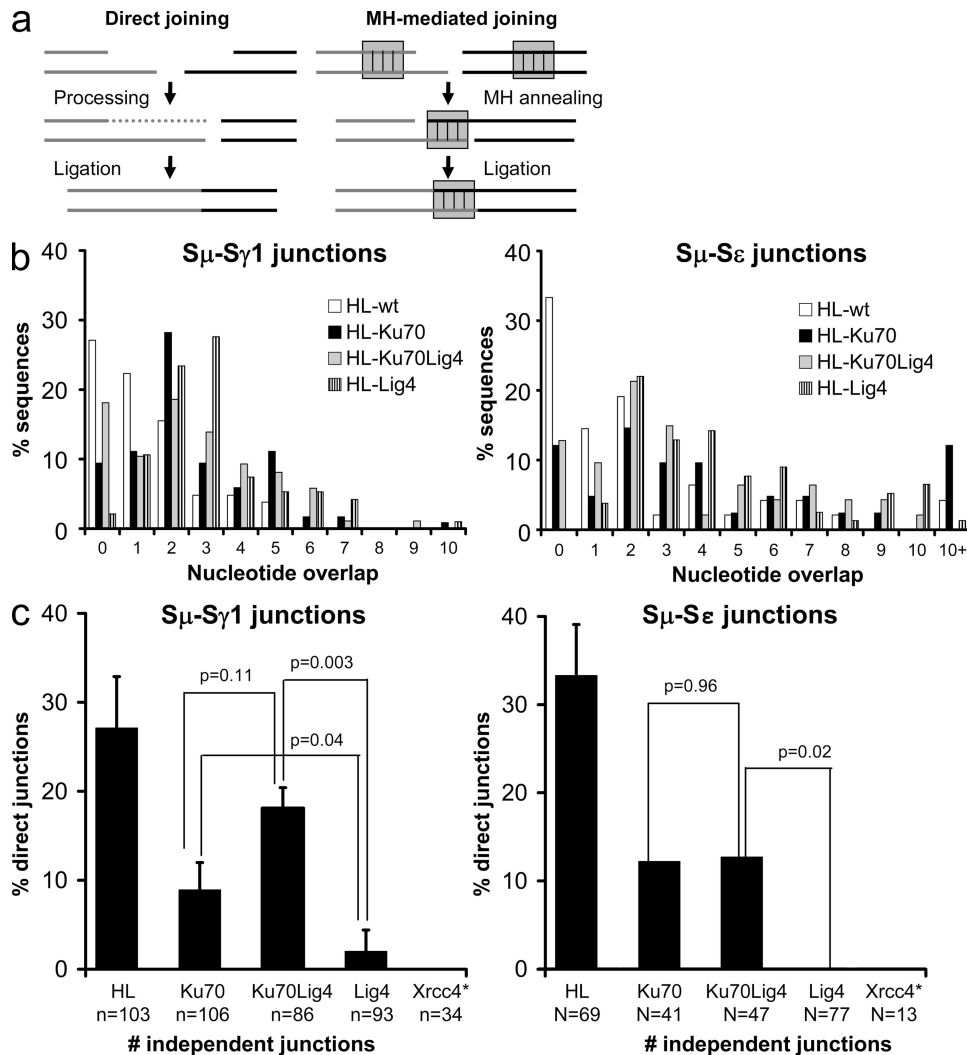 a
Direct joining
MH-mediated joining
Processing
MH annealing
Ligation
Ligation
b
Sμ-Sγ1 junctions
% sequences
40
30
20
10
0
HL-wt
HL-Ku70
HL-Ku70Lig4
HL-Lig4
0 1 2 3 4 5 6 7 8 9 10
Nucleotide overlap
Sμ-Sε junctions
% sequences
40
30
20
10
0
HL-wt
HL-Ku70
HL-Ku70Lig4
HL-Lig4
0 1 2 3 4 5 6 7 8 9 10 10+
Nucleotide overlap
c
Sμ-Sγ1 junctions
% direct junctions
40
30
20
10
0
p=0.11
p=0.003
p=0.04
HL Ku70 Ku70Lig4 Lig4 Xrcc4*
n=103 n=106 n=86 n=93 n=34
# independent junctions
Sμ-Sε junctions
% direct junctions
40
30
20
10
0
p=0.96
p=0.02
HL Ku70 Ku70Lig4 Lig4 Xrcc4*
N=69 N=41 N=47 N=77 N=13
# independent junctions